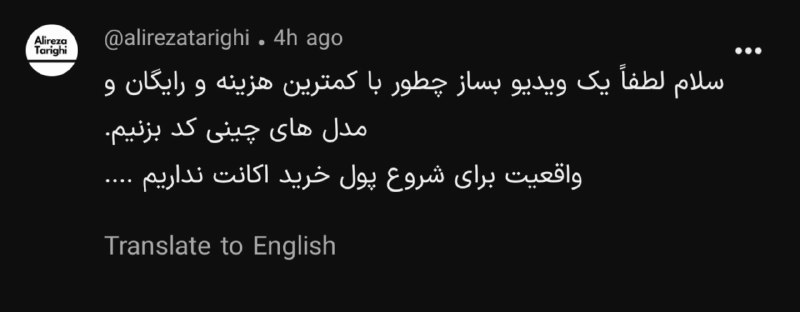 Alireza
Tarighi
@alirezatarighi • 4h ago
سلام لطفاً یک ویدیو بساز چطور با کمترین هزینه و رایگان و
مدل های چینی کد بزنیم.
واقعیت برای شروع پول خرید اکانت نداریم ....
Translate to English